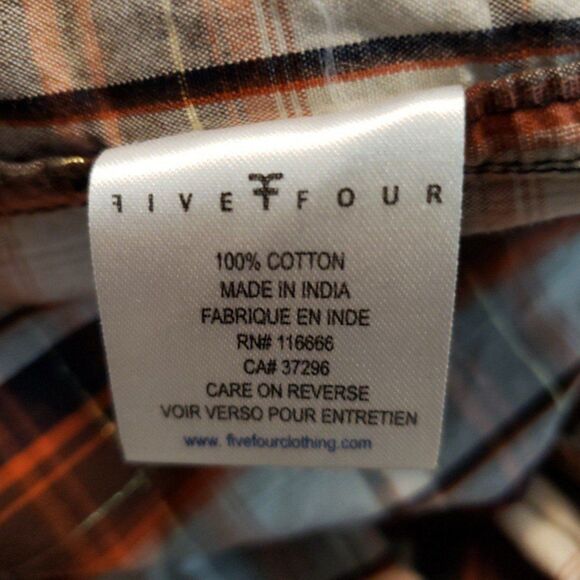 FIVE FOUR
100% COTTON
MADE IN INDIA
FABRIQUE EN INDE
RN# 116666
CA# 37296
CARE ON REVERSE
VOIR VERSO POUR ENTRETIEN
www. fivefourclothing.com